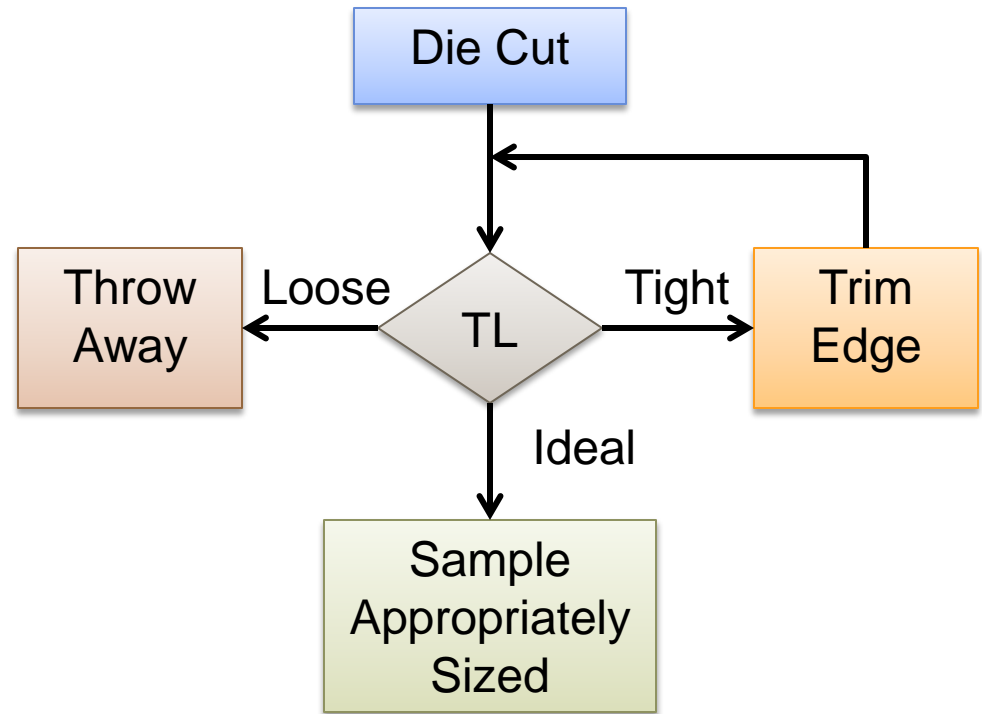 Die Cut
Throw
Away
Loose
TL
Tight
Trim
Edge
Ideal
Sample
Appropriately
Sized